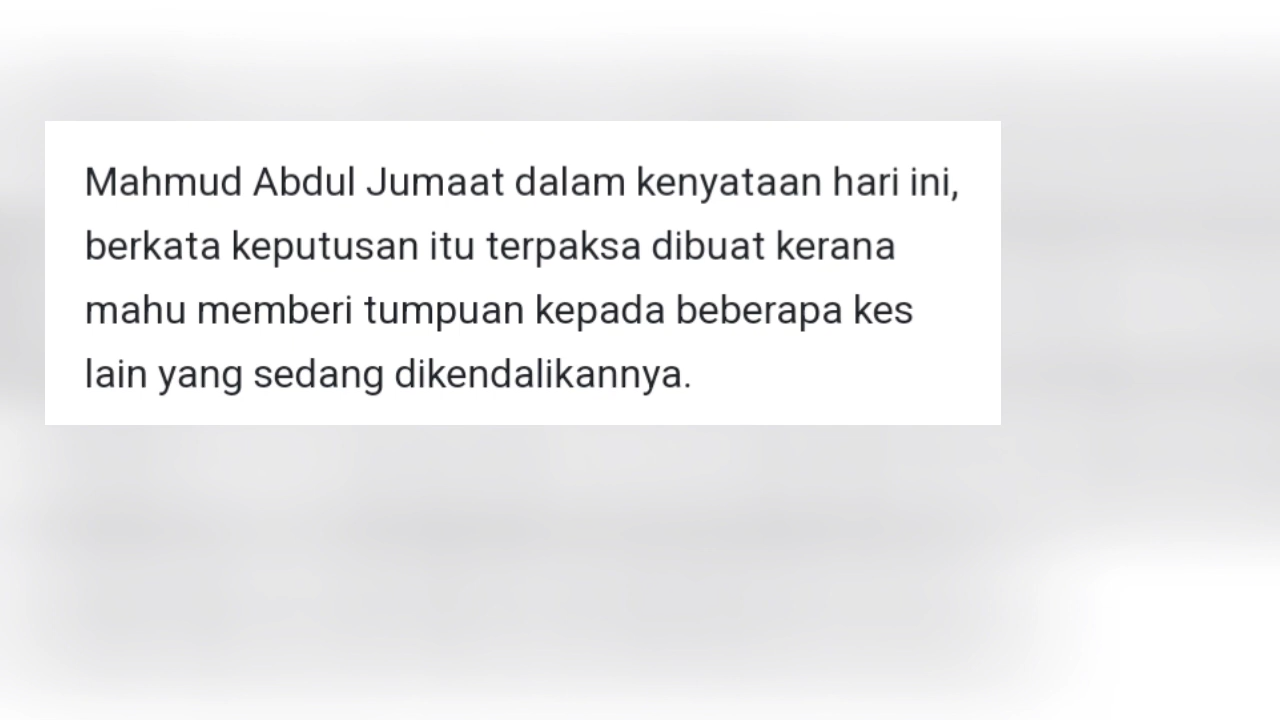 Mahmud Abdul Jumaat dalam kenyataan hari ini,
berkata keputusan itu terpaksa dibuat kerana
mahu memberi tumpuan kepada beberapa kes
lain yang sedang dikendalikannya.